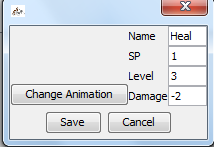 Name Heal
SP 1
Level 3
Change Animation Damage -2
Save Cancel